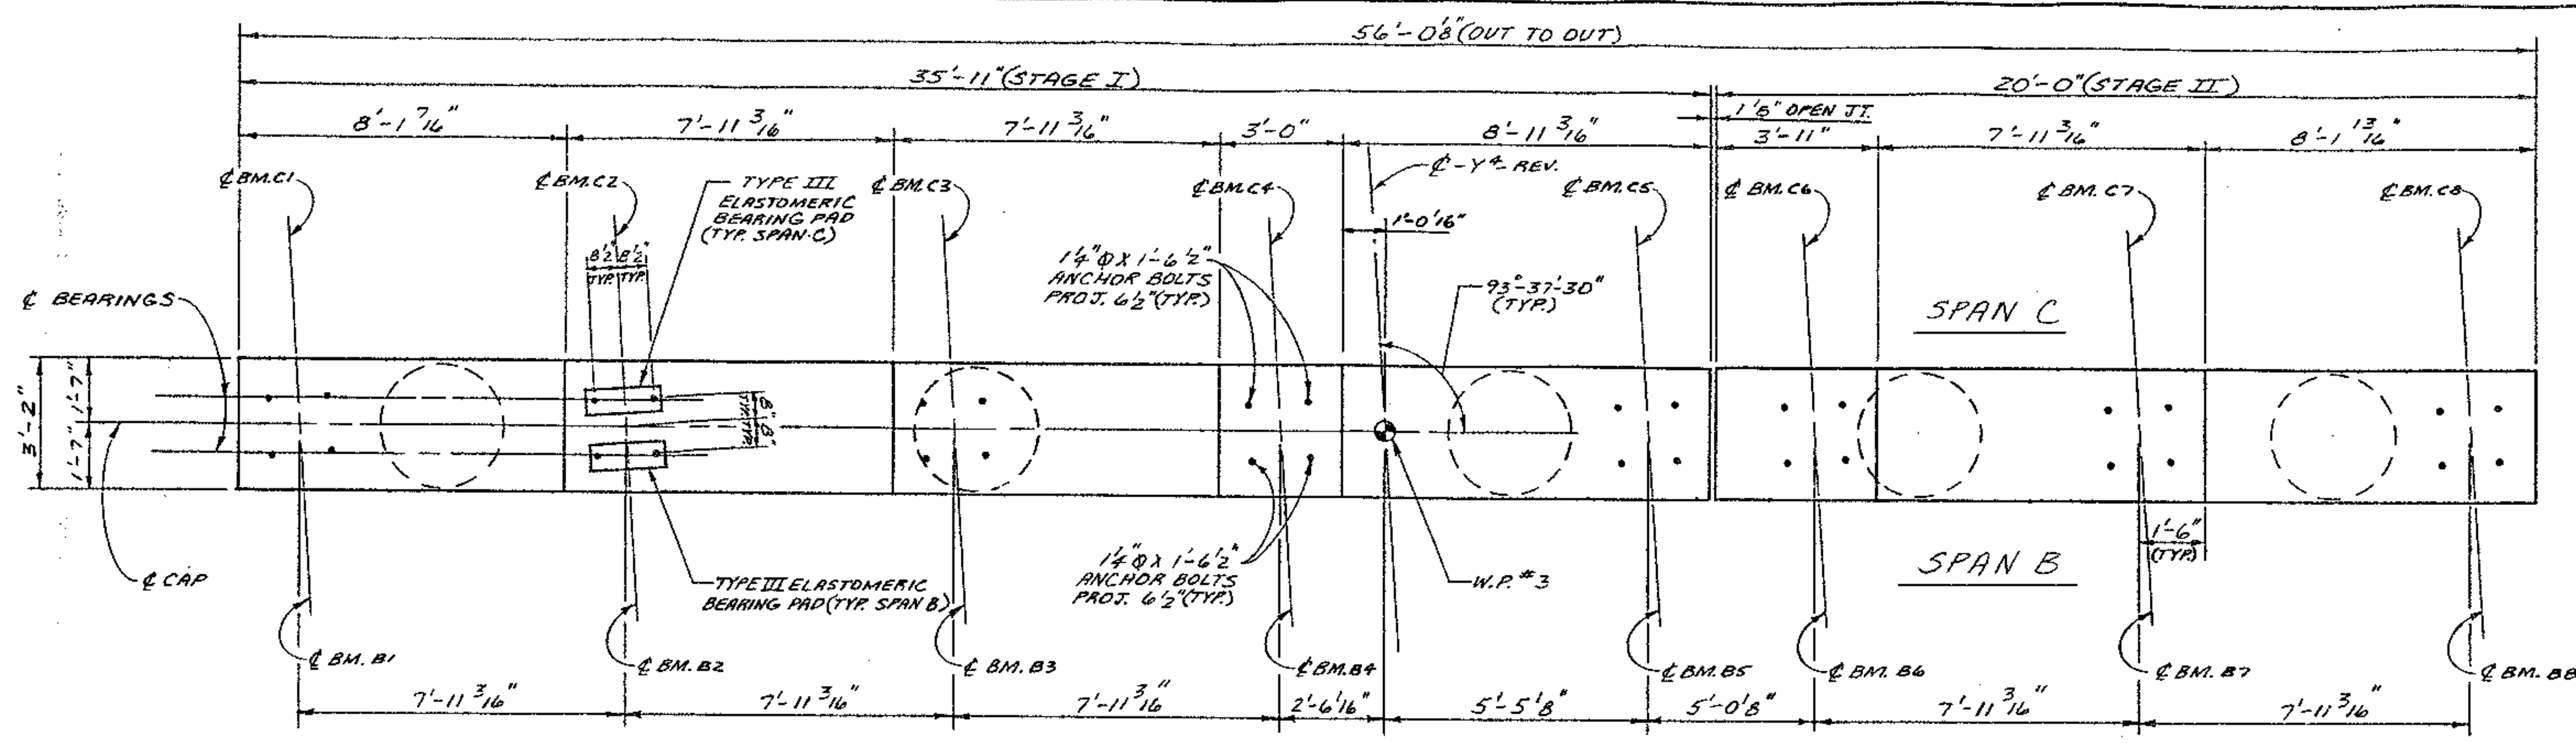 56'-0⅛" (OUT TO OUT)
35'-11" (STAGE I)
20'-0" (STAGE II)
1⅛" OPEN JT.
8'-1 7/16"
7'-11 3/16"
7'-11 3/16"
3'-0"
8'-11 3/16"
3'-11"
7'-11 3/16"
8'-1 13/16"
℄ BM. C1
℄ BM. C2
TYPE III
ELASTOMERIC
BEARING PAD
(TYP. SPAN C)
℄ BM. C3
℄ BM. C4
℄ -Y4- REV.
℄ BM. C5
℄ BM. C6
℄ BM. C7
℄ BM. C8
1'-0 1/16"
8½" 8½"
TYP. TYP.
1¼" Φ X 1'-6½"
ANCHOR BOLTS
PROJ. 6½" (TYP.)
93°-37'-30"
(TYP.)
SPAN C
℄ BEARINGS
3'-2"
1'-7"
1'-7"
8" 8"
TYP. TYP.
℄ CAP
TYPE III ELASTOMERIC
BEARING PAD (TYP. SPAN B)
1¼" Φ X 1'-6½"
ANCHOR BOLTS
PROJ. 6½" (TYP.)
W.P. #3
SPAN B
1'-6"
(TYP.)
℄ BM. B1
℄ BM. B2
℄ BM. B3
℄ BM. B4
℄ BM. B5
℄ BM. B6
℄ BM. B7
℄ BM. B8
7'-11 3/16"
7'-11 3/16"
7'-11 3/16"
2'-6 1/16"
5'-5⅛"
5'-0⅛"
7'-11 3/16"
7'-11 3/16"